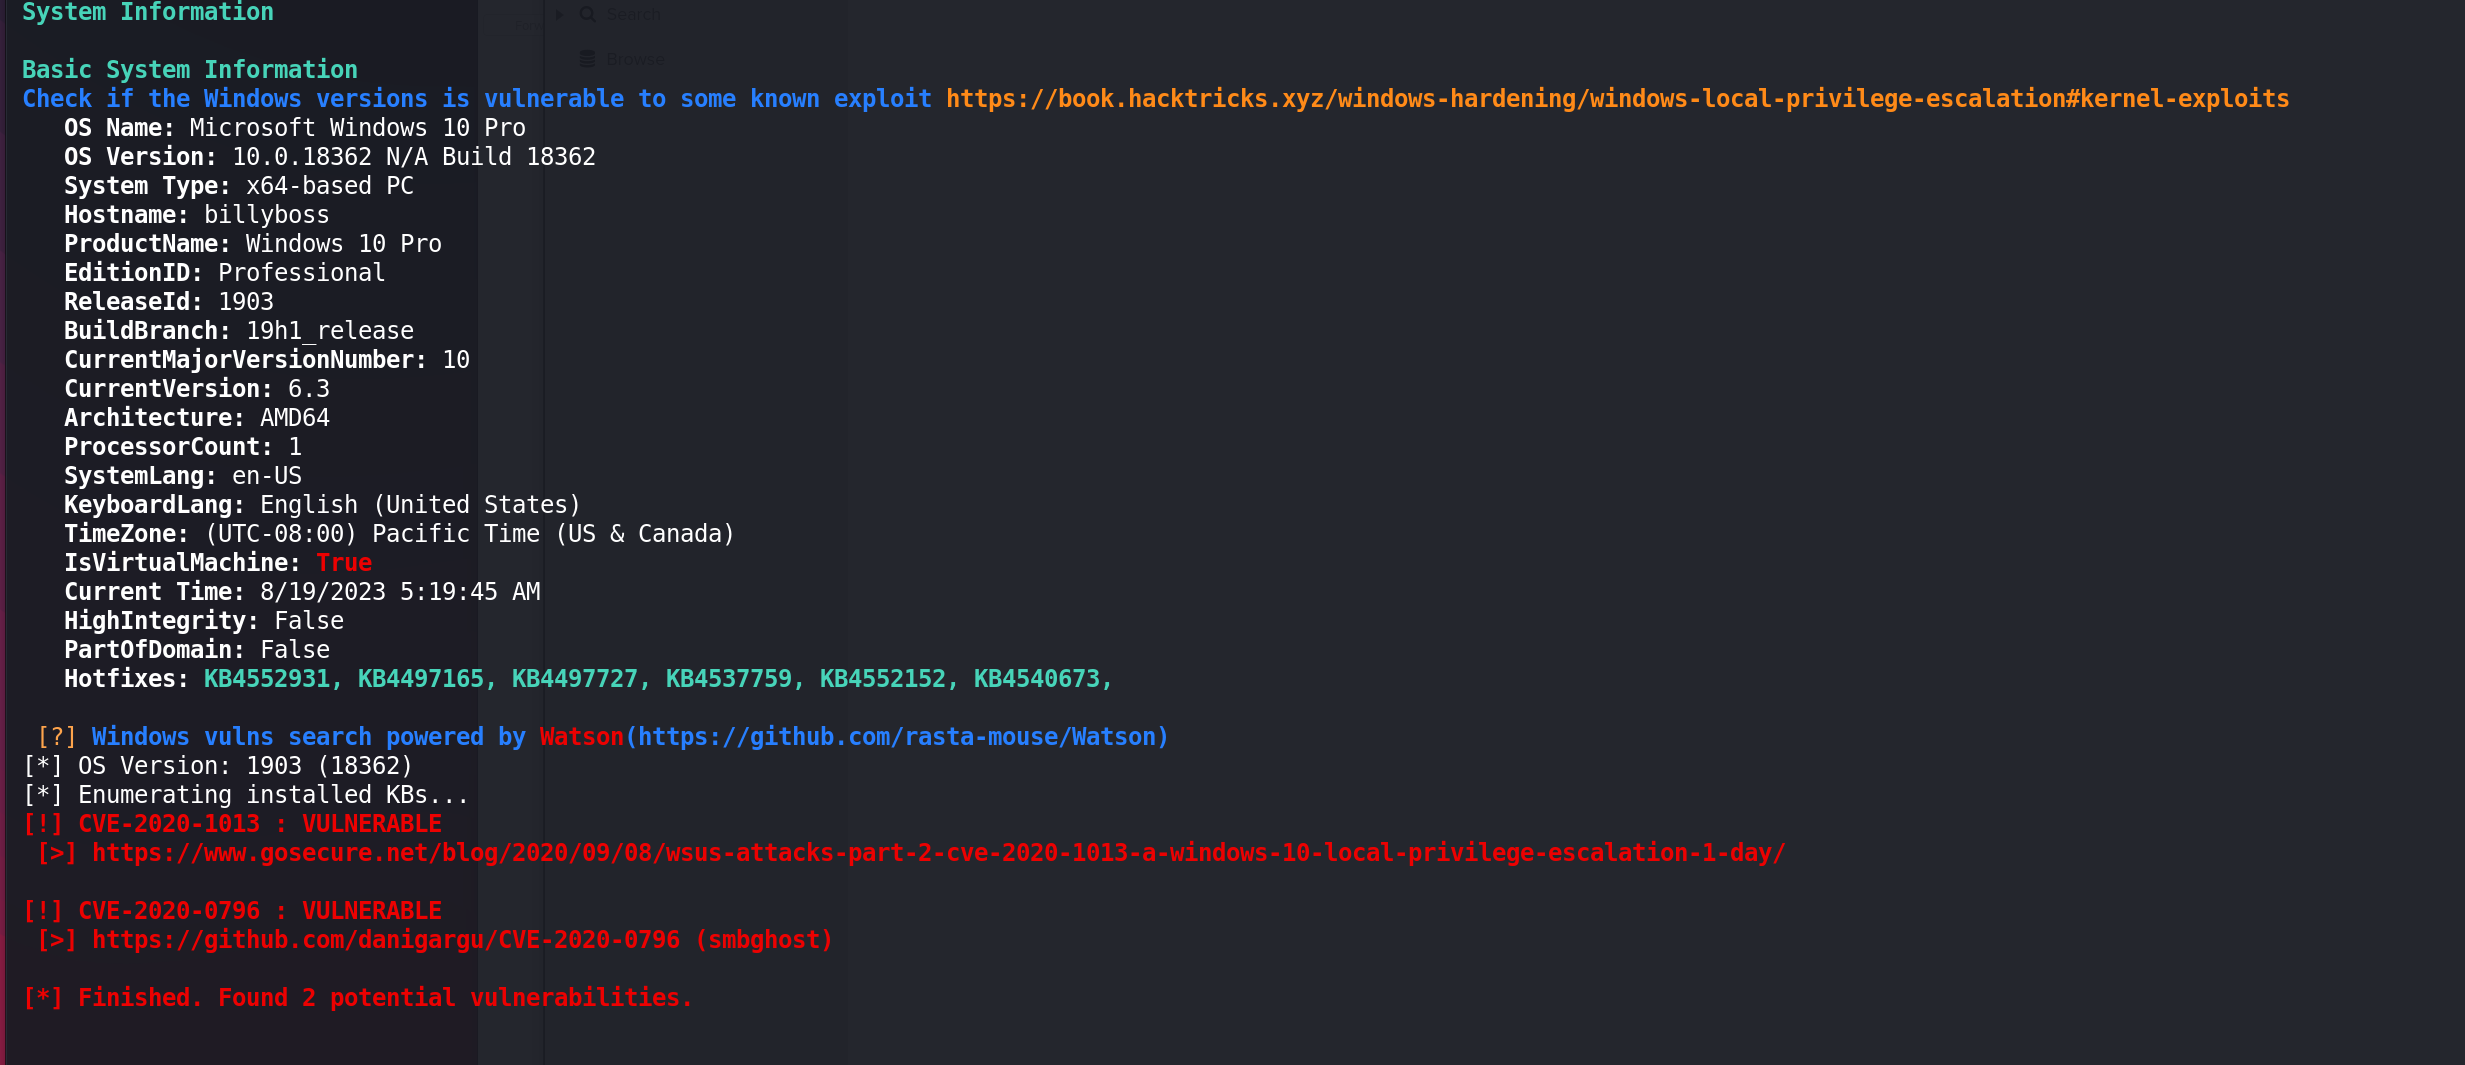 System Information
Search
Browse
Basic System Information
Check if the Windows versions is vulnerable to some known exploit https://book.hacktricks.xyz/windows-hardening/windows-local-privilege-escalation#kernel-exploits
OS Name: Microsoft Windows 10 Pro
OS Version: 10.0.18362 N/A Build 18362
System Type: x64-based PC
Hostname: billyboss
ProductName: Windows 10 Pro
EditionID: Professional
ReleaseId: 1903
BuildBranch: 19h1_release
CurrentMajorVersionNumber: 10
CurrentVersion: 6.3
Architecture: AMD64
ProcessorCount: 1
SystemLang: en-US
KeyboardLang: English (United States)
TimeZone: (UTC-08:00) Pacific Time (US & Canada)
IsVirtualMachine: True
Current Time: 8/19/2023 5:19:45 AM
HighIntegrity: False
PartOfDomain: False
Hotfixes: KB4552931, KB4497165, KB4497727, KB4537759, KB4552152, KB4540673,
[?] Windows vulns search powered by Watson(https://github.com/rasta-mouse/Watson)
[*] OS Version: 1903 (18362)
[*] Enumerating installed KBs...
[!] CVE-2020-1013 : VULNERABLE
[>] https://www.gosecure.net/blog/2020/09/08/wsus-attacks-part-2-cve-2020-1013-a-windows-10-local-privilege-escalation-1-day/
[!] CVE-2020-0796 : VULNERABLE
[>] https://github.com/danigargu/CVE-2020-0796 (smbghost)
[*] Finished. Found 2 potential vulnerabilities.